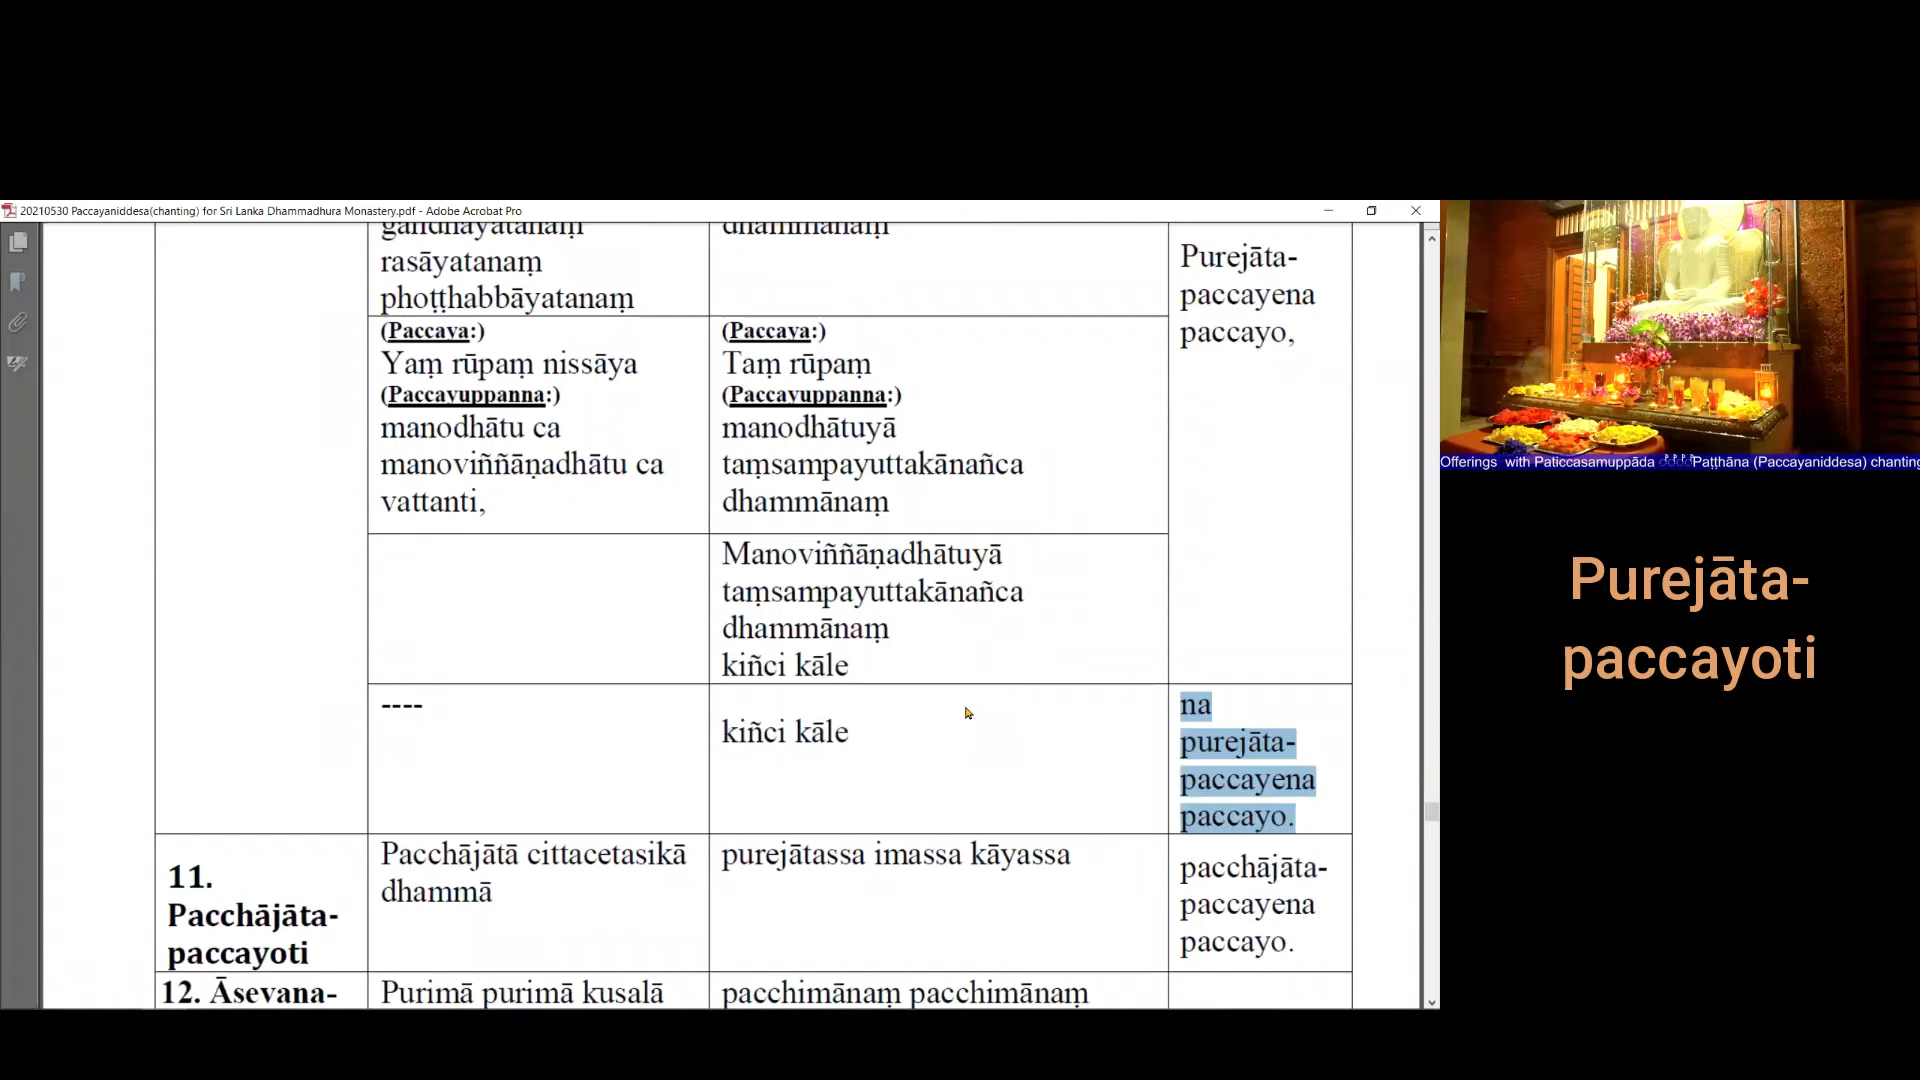 20210530 Paccayaniddesa(chanting) for Sri Lanka Dhammadhura Monastery.pdf - Adobe Acrobat Pro
gandhāyatanaṃ
rasāyatanaṃ
phoṭṭhabbāyatanaṃ
dhammānaṃ
Purejāta-
paccayena
paccayo,
(Paccaya:)
Yaṃ rūpaṃ nissāya
(Paccayuppanna:)
manodhātu ca
manoviññāṇadhātu ca
vattanti,
(Paccaya:)
Taṃ rūpaṃ
(Paccayuppanna:)
manodhātuyā
taṃsampayuttakānañca
dhammānaṃ
Manoviññāṇadhātuyā
taṃsampayuttakānañca
dhammānaṃ
kiñci kāle
----
kiñci kāle
na
purejāta-
paccayena
paccayo.
11.
Pacchājāta-
paccayoti
Pacchājātā cittacetasikā
dhammā
purejātassa imassa kāyassa
pacchājāta-
paccayena
paccayo.
12. Āsevana-
Purimā purimā kusalā
pacchimānaṃ pacchimānaṃ
Offerings with Paticcasamuppāda Paṭṭhāna (Paccayaniddesa) chanting
Purejāta-
paccayoti